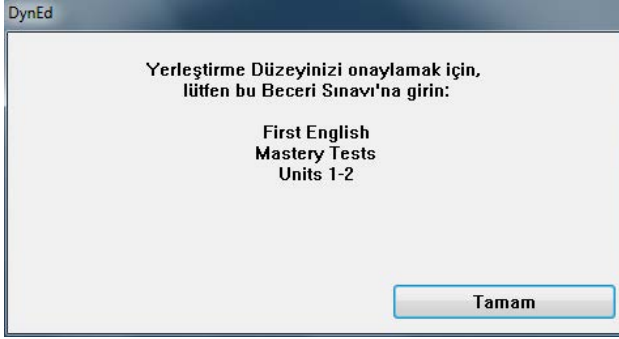 DynEd
Yerleştirme Düzeyinizi onaylamak için,
lütfen bu Beceri Sınavı'na girin:
First English
Mastery Tests
Units 1-2
Tamam